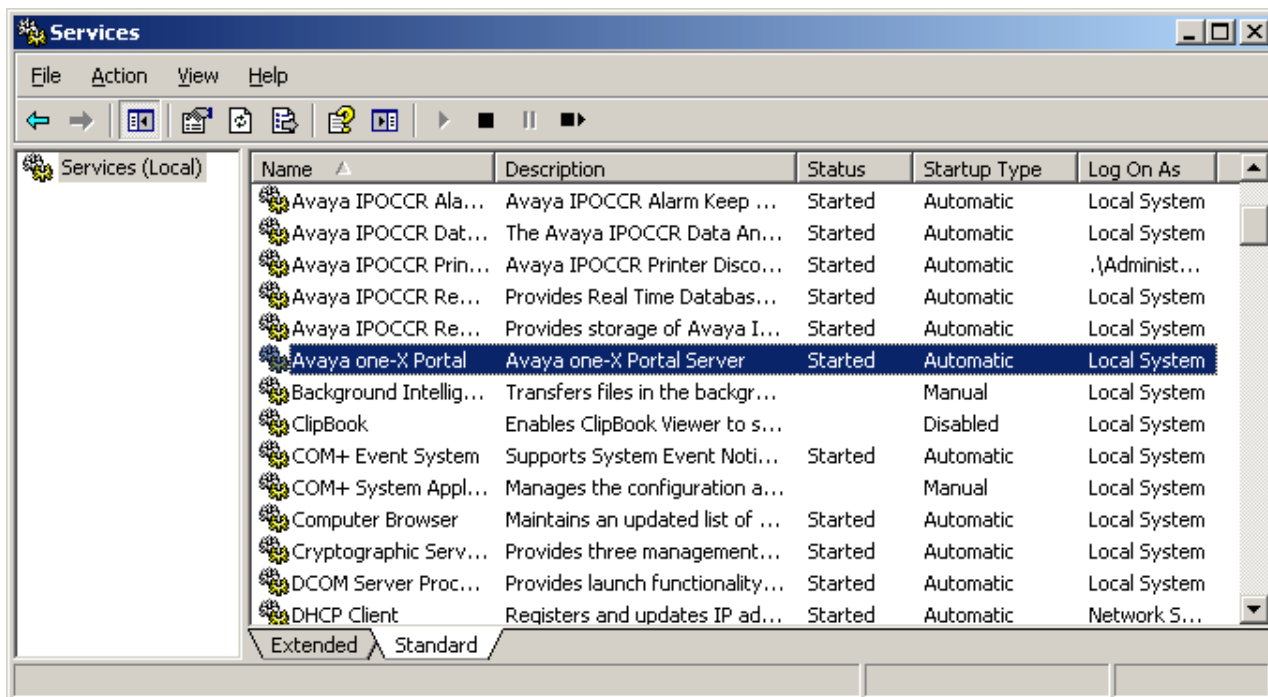 Services
File Action View Help
Services (Local)
Name Description Status Startup Type Log On As
Avaya IPOCCR Ala... Avaya IPOCCR Alarm Keep ... Started Automatic Local System
Avaya IPOCCR Dat... The Avaya IPOCCR Data An... Started Automatic Local System
Avaya IPOCCR Prin... Avaya IPOCCR Printer Disco... Started Automatic .\Administ...
Avaya IPOCCR Re... Provides Real Time Databas... Started Automatic Local System
Avaya IPOCCR Re... Provides storage of Avaya I... Started Automatic Local System
Avaya one-X Portal Avaya one-X Portal Server Started Automatic Local System
Background Intellig... Transfers files in the backgr... Manual Local System
ClipBook Enables ClipBook Viewer to s... Disabled Local System
COM+ Event System Supports System Event Noti... Started Automatic Local System
COM+ System Appl... Manages the configuration a... Manual Local System
Computer Browser Maintains an updated list of ... Started Automatic Local System
Cryptographic Serv... Provides three management... Started Automatic Local System
DCOM Server Proc... Provides launch functionality... Started Automatic Local System
DHCP Client Registers and updates IP ad... Started Automatic Network S...
Extended Standard